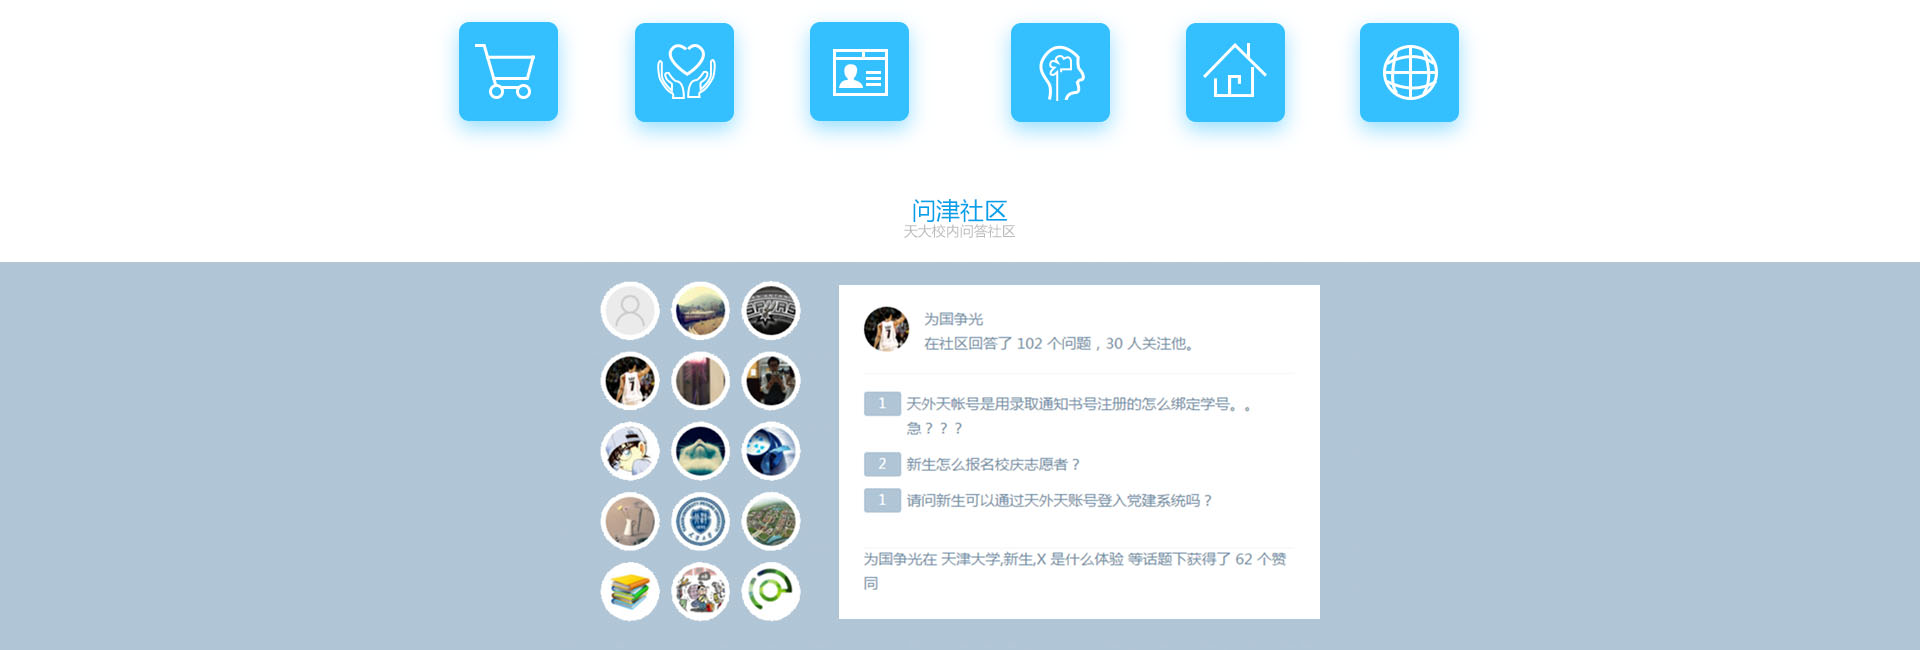 问津社区
天大校内问答社区
SPURS
为国争光
在社区回答了 102 个问题，30 人关注他。
1 天外天帐号是用录取通知书号注册的怎么绑定学号。。
急？？？
2 新生怎么报名校庆志愿者？
1 请问新生可以通过天外天账号登入党建系统吗？
为国争光在 天津大学,新生,X 是什么体验 等话题下获得了 62 个赞
同